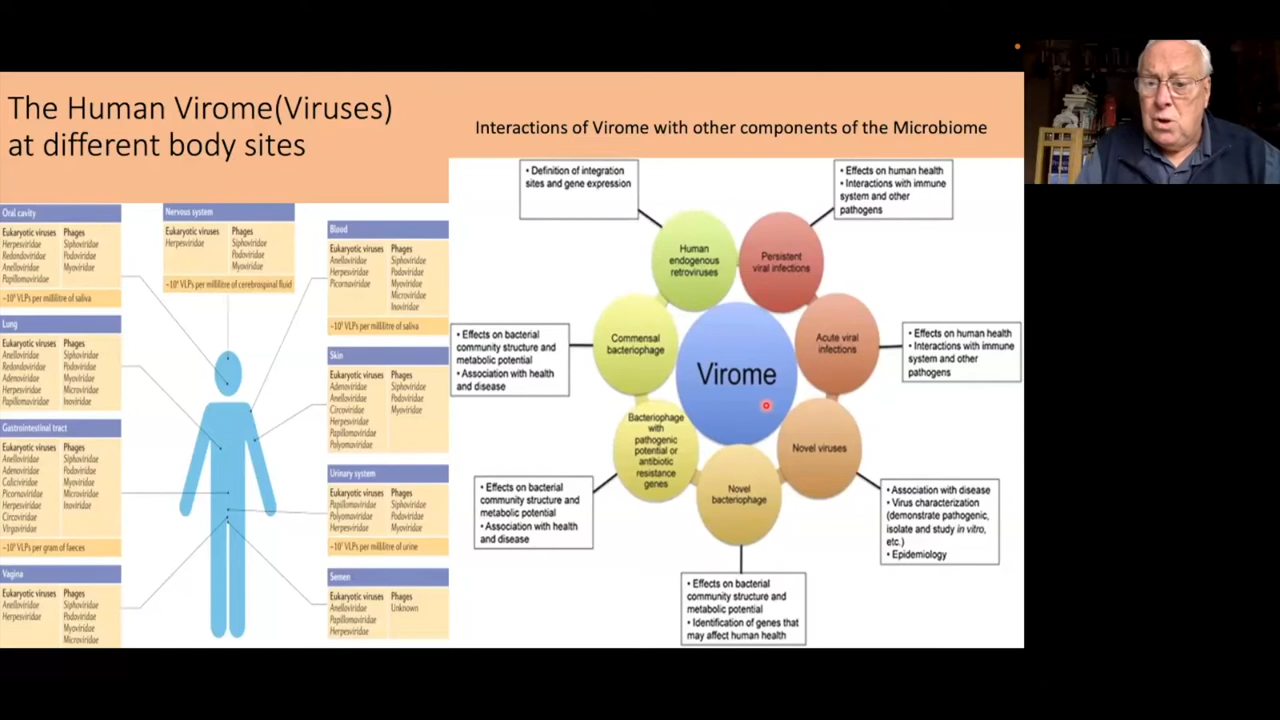 The Human Virome(Viruses)
at different body sites
Interactions of Virome with other components of the Microbiome
Oral cavity
Eukaryotic viruses
Herpesviridae
Redondoviridae
Anelloviridae
Papillomaviridae
Phages
Siphoviridae
Podoviridae
Myoviridae
VLPs per millilitre of saliva
Nervous system
Eukaryotic viruses
Herpesviridae
Phages
Siphoviridae
Podoviridae
Myoviridae
VLPs per millilitre of cerebrospinal fluid
Blood
Eukaryotic viruses
Anelloviridae
Herpesviridae
Picornaviridae
Phages
Siphoviridae
Podoviridae
Myoviridae
Microviridae
Inoviridae
VLPs per millilitre of saliva
Lung
Eukaryotic viruses
Anelloviridae
Redondoviridae
Adenoviridae
Herpesviridae
Papillomaviridae
Phages
Siphoviridae
Podoviridae
Myoviridae
Microviridae
Inoviridae
Skin
Eukaryotic viruses
Adenoviridae
Anelloviridae
Circoviridae
Herpesviridae
Papillomaviridae
Polyomaviridae
Phages
Siphoviridae
Podoviridae
Myoviridae
Gastrointestinal tract
Eukaryotic viruses
Anelloviridae
Adenoviridae
Caliciviridae
Picornaviridae
Herpesviridae
Circoviridae
Virgaviridae
Phages
Siphoviridae
Podoviridae
Myoviridae
Microviridae
Inoviridae
VLPs per gram of faeces
Urinary system
Eukaryotic viruses
Papillomaviridae
Polyomaviridae
Herpesviridae
Phages
Siphoviridae
Podoviridae
Myoviridae
VLPs per millilitre of urine
Vagina
Eukaryotic viruses
Anelloviridae
Herpesviridae
Phages
Siphoviridae
Podoviridae
Myoviridae
Microviridae
Semen
Eukaryotic viruses
Anelloviridae
Papillomaviridae
Herpesviridae
Phages
Unknown
• Definition of integration
sites and gene expression
• Effects on human health
• Interactions with immune
system and other
pathogens
Human
endogenous
retroviruses
Persistent
viral infections
Commensal
bacteriophage
Acute viral
infections
• Effects on bacterial
community structure and
metabolic potential
• Association with health
and disease
• Effects on human health
• Interactions with immune
system and other
pathogens
Virome
Bacteriophage
with
pathogenic
potential or
antibiotic
resistance
genes
Novel viruses
Novel
bacteriophage
• Effects on bacterial
community structure and
metabolic potential
• Association with health
and disease
• Association with disease
• Virus characterization
(demonstrate pathogenic,
isolate and study in vitro,
etc.)
• Epidemiology
• Effects on bacterial
community structure and
metabolic potential
• Identification of genes that
may affect human health